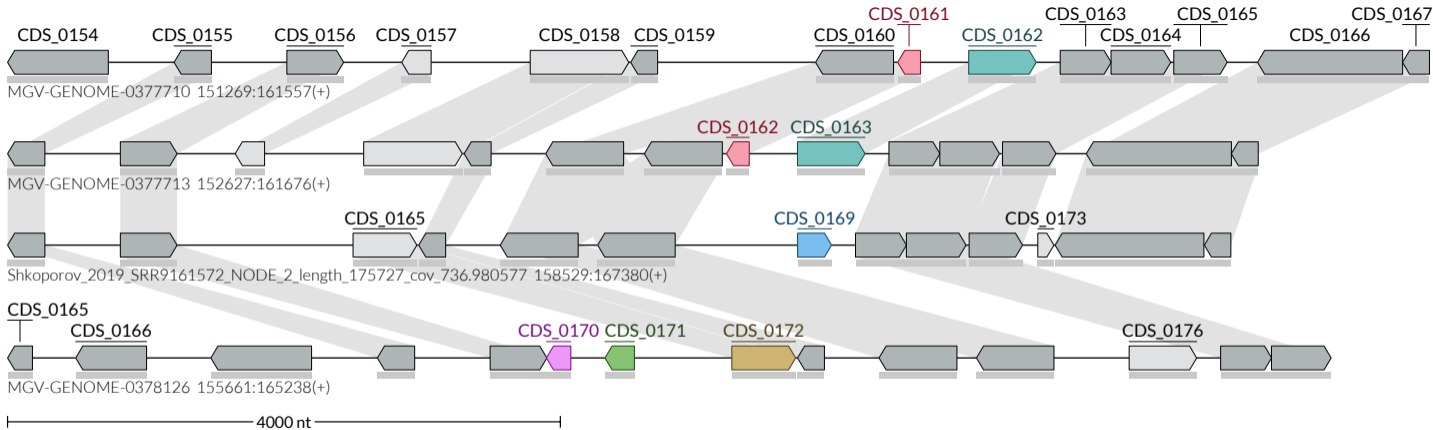 CDS_0161 CDS_0163 CDS_0165 CDS_0167
CDS_0154 CDS_0155 CDS_0156 CDS_0157 CDS_0158 CDS_0159 CDS_0160 CDS_0162 CDS_0164 CDS_0166
MGV-GENOME-0377710 151269:161557(+)
CDS_0162 CDS_0163
MGV-GENOME-0377713 152627:161676(+)
CDS_0165 CDS_0169 CDS_0173
Shkoporov_2019_SRR9161572_NODE_2_length_175727_cov_736.980577 158529:167380(+)
CDS_0165
CDS_0166 CDS_0170 CDS_0171 CDS_0172 CDS_0176
MGV-GENOME-0378126 155661:165238(+)
4000 nt